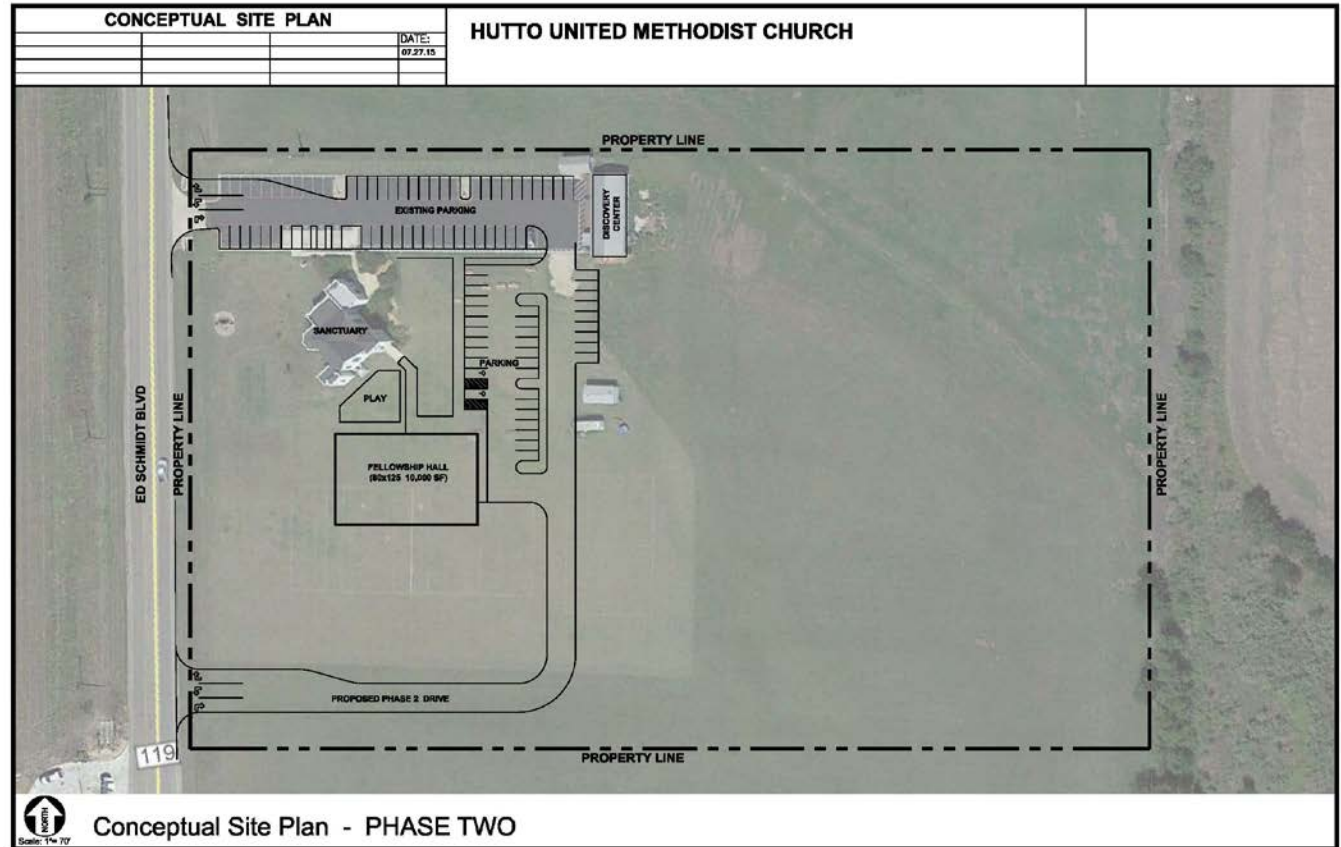 CONCEPTUAL SITE PLAN
DATE:
07.27.15
HUTTO UNITED METHODIST CHURCH
PROPERTY LINE
EXISTING PARKING
DISCOVERY
CENTER
SANCTUARY
PARKING
PLAY
ED SCHMIDT BLVD
PROPERTY LINE
PROPERTY LINE
FELLOWSHIP HALL
(80x125 10,000 SF)
PROPOSED PHASE 2 DRIVE
119
PROPERTY LINE
NORTH
Scale: 1"= 70'
Conceptual Site Plan - PHASE TWO